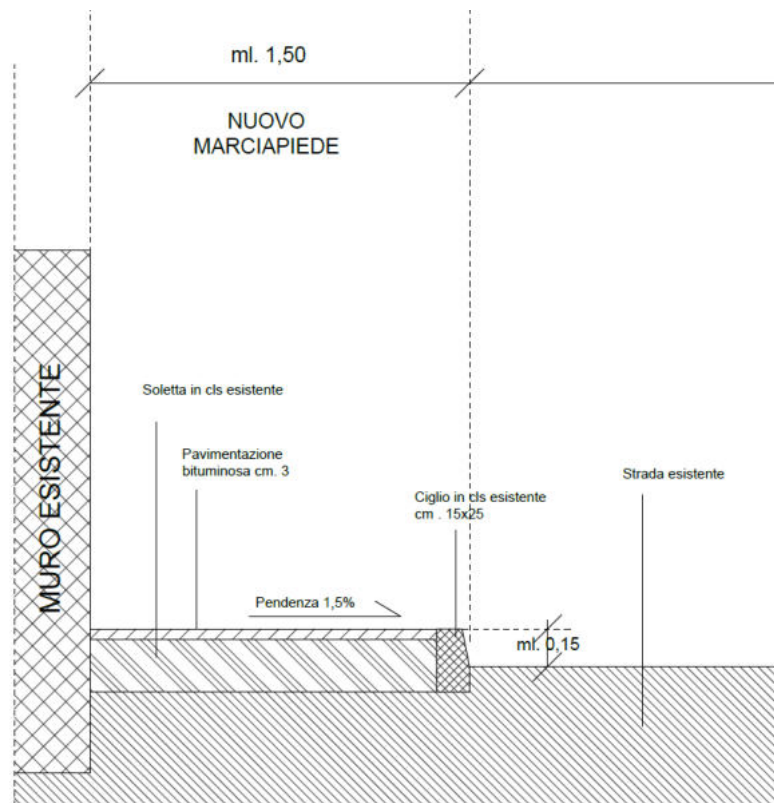 ml. 1,50
NUOVO
MARCIAPIEDE
MURO ESISTENTE
Soletta in cls esistente
Pavimentazione
bituminosa cm. 3
Ciglio in cls esistente
cm . 15x25
Strada esistente
Pendenza 1,5%
ml. 0,15